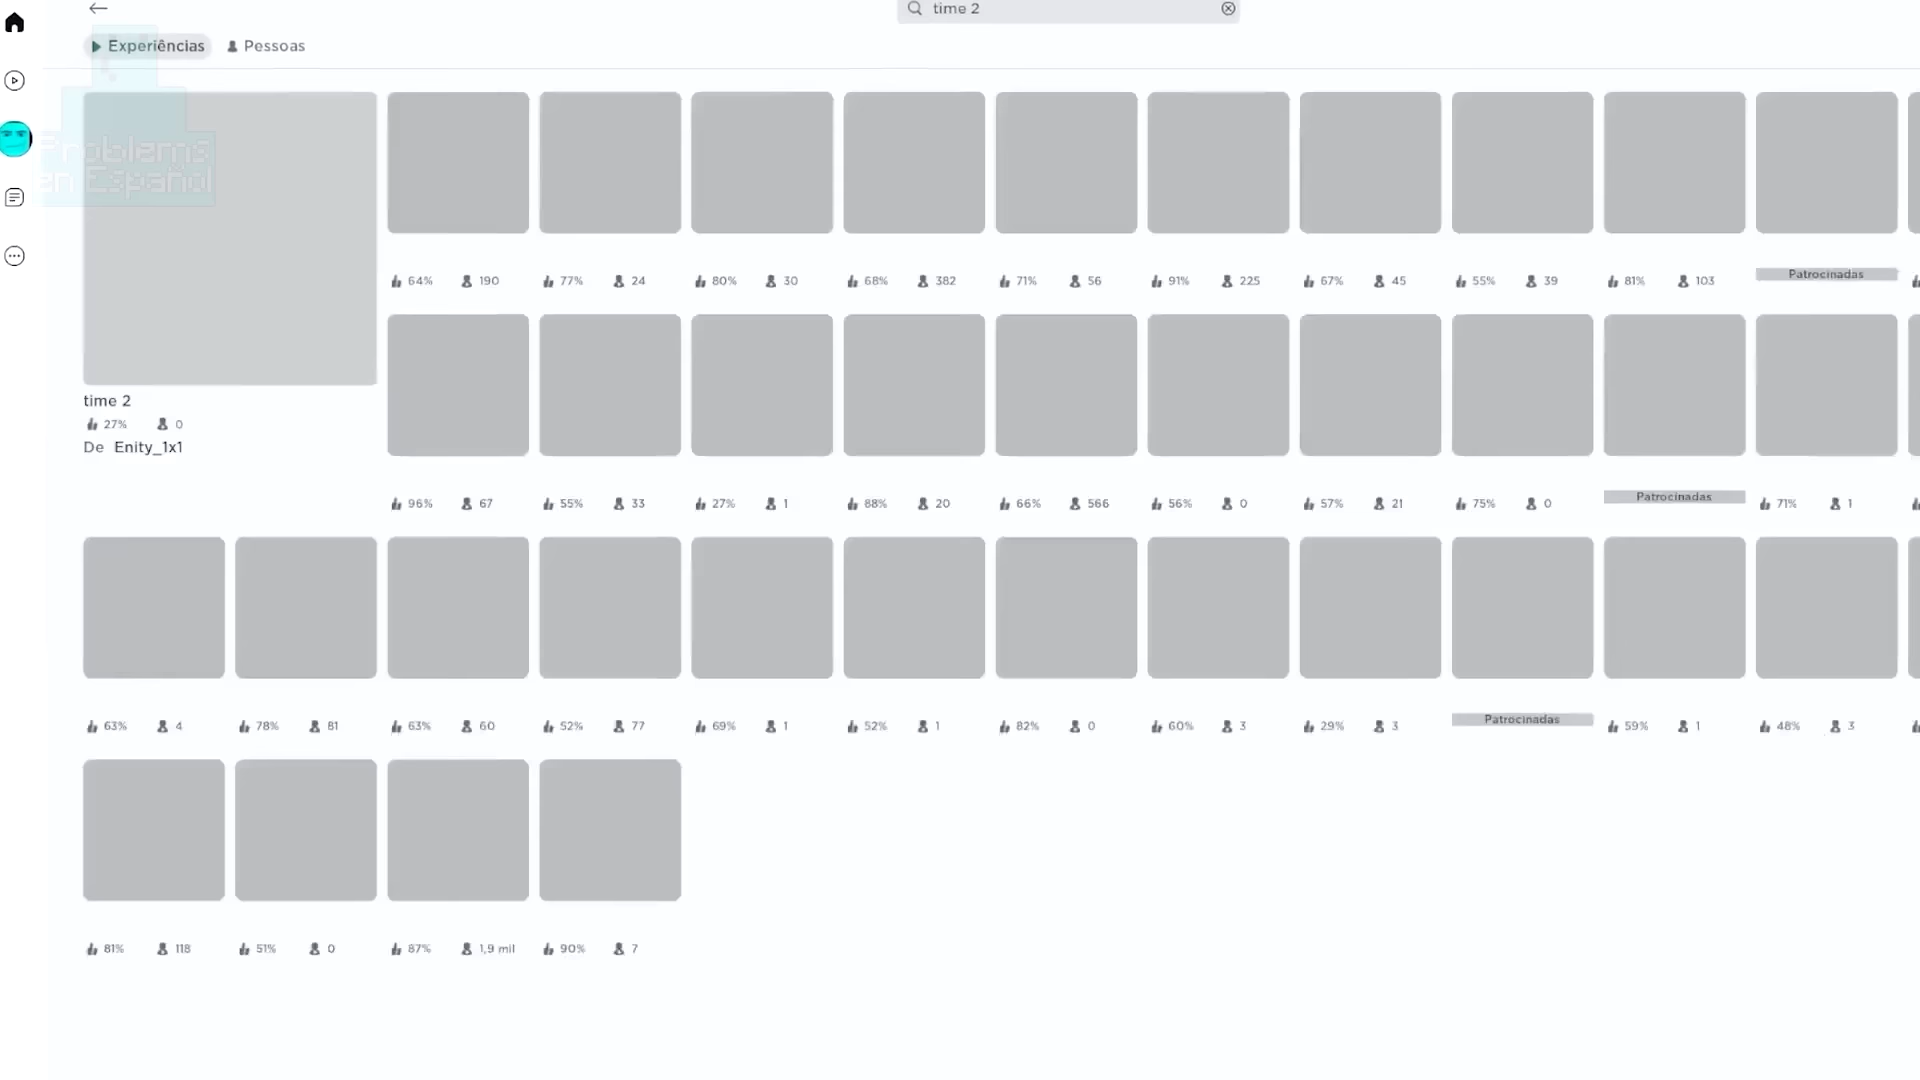 time 2
Experiências
Pessoas
Problems
en Español
64% 190 77% 24 80% 30 68% 382 71% 56 91% 225 67% 45 55% 39 81% 103 Patrocinadas
time 2
27% 0
De Enity_1x1
96% 67 55% 33 27% 1 88% 20 66% 566 56% 0 57% 21 75% 0 Patrocinadas 71% 1
63% 4 78% 81 63% 60 52% 77 69% 1 52% 1 82% 0 60% 3 29% 3 Patrocinadas 59% 1 48% 3
81% 118 51% 0 87% 1,9 mil 90% 7